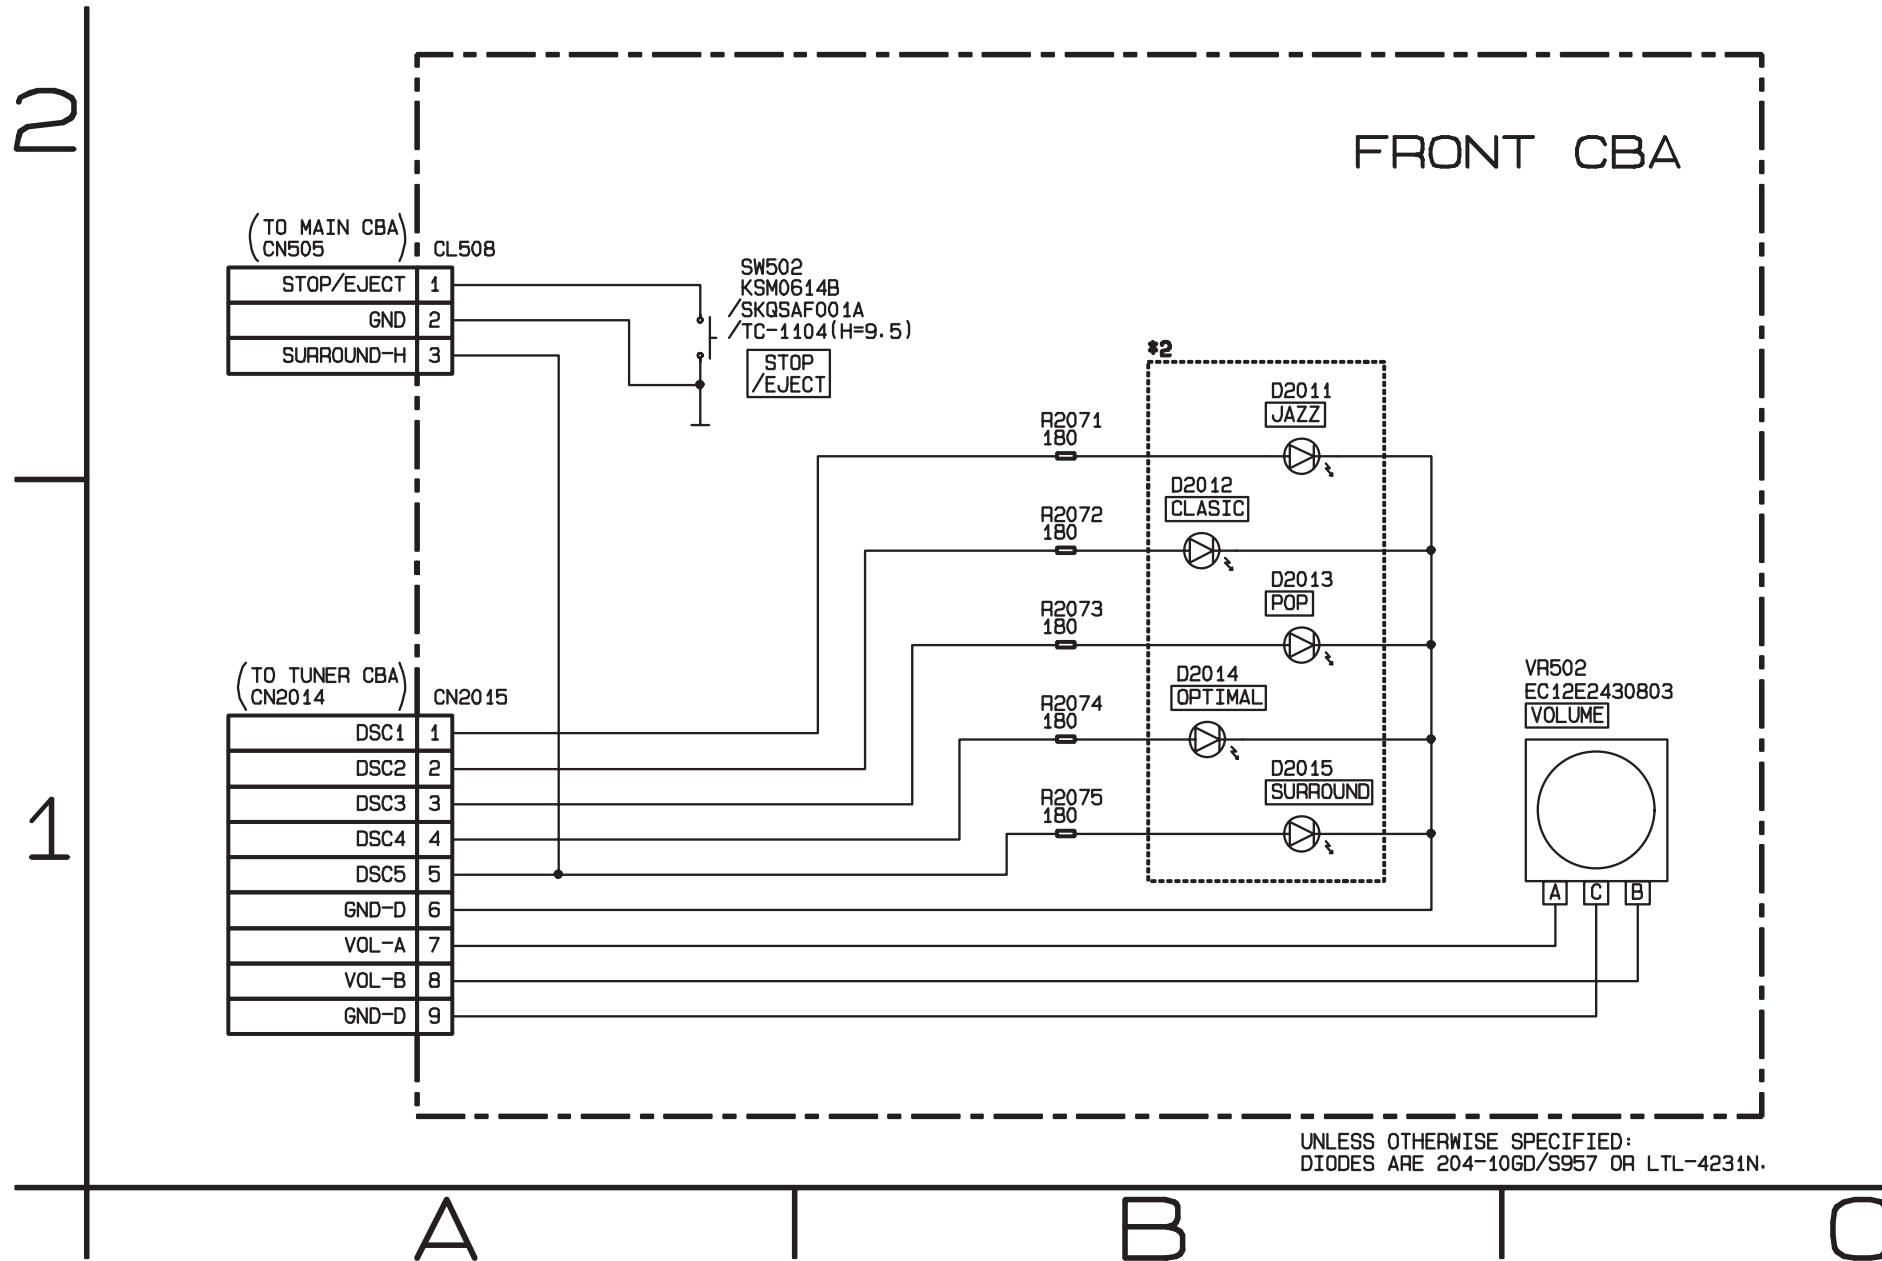 2
FRONT CBA
(TO MAIN CBA)
CN505
CL508
STOP/EJECT 1
GND 2
SURROUND-H 3
SW502
KSM0614B
/SKQSAF001A
/TC-1104(H=9.5)
STOP
/EJECT
*2
D2011
JAZZ
R2071
180
D2012
CLASIC
R2072
180
D2013
POP
R2073
180
D2014
OPTIMAL
R2074
180
D2015
SURROUND
R2075
180
VR502
EC12E2430803
VOLUME
A C B
(TO TUNER CBA)
CN2014
CN2015
DSC1 1
DSC2 2
DSC3 3
DSC4 4
DSC5 5
GND-D 6
VOL-A 7
VOL-B 8
GND-D 9
1
UNLESS OTHERWISE SPECIFIED:
DIODES ARE 204-10GD/S957 OR LTL-4231N.
A B C